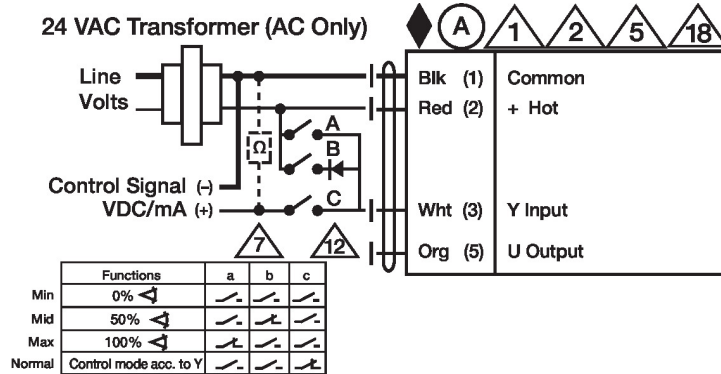 24 VAC Transformer (AC Only)
A 1 2 5 18
Line
Volts
Blk (1) Common
Red (2) + Hot
A
B
Ω
Control Signal (-)
VDC/mA (+)
C
Wht (3) Y Input
7
12
Org (5) U Output
Functions a b c
Min 0%
Mid 50%
Max 100%
Normal Control mode acc. to Y